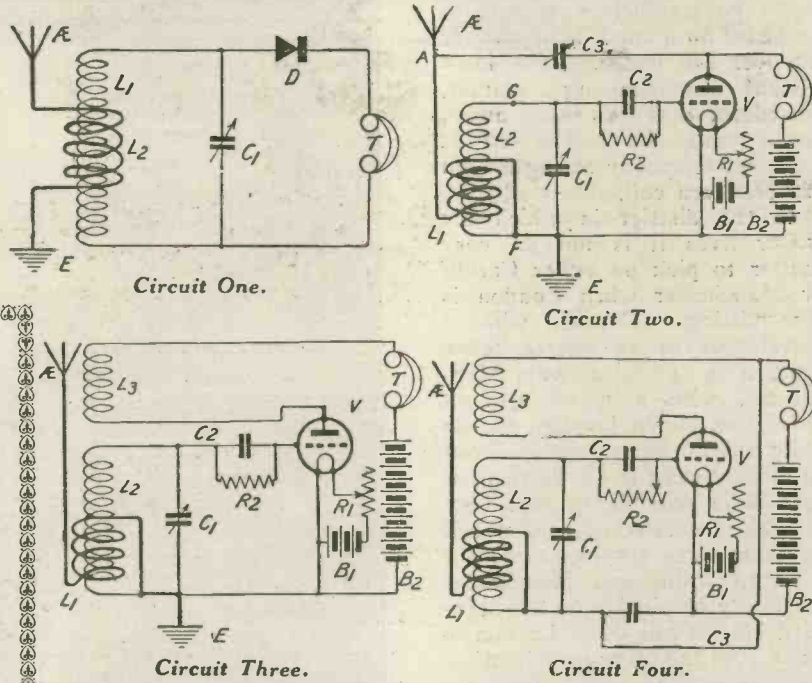 Æ
L1
L2
C1
D
T
E
Circuit One.
Æ
A
C3
G
C2
V
T
L2
R2
C1
R1
B1
B2
L1
F
E
Circuit Two.
Æ
L3
V
T
C2
L2
R2
C1
R1
B1
B2
L1
E
Circuit Three.
Æ
L3
T
C2
V
L2
R2
C1
R1
B1
B2
L1
C3
Circuit Four.